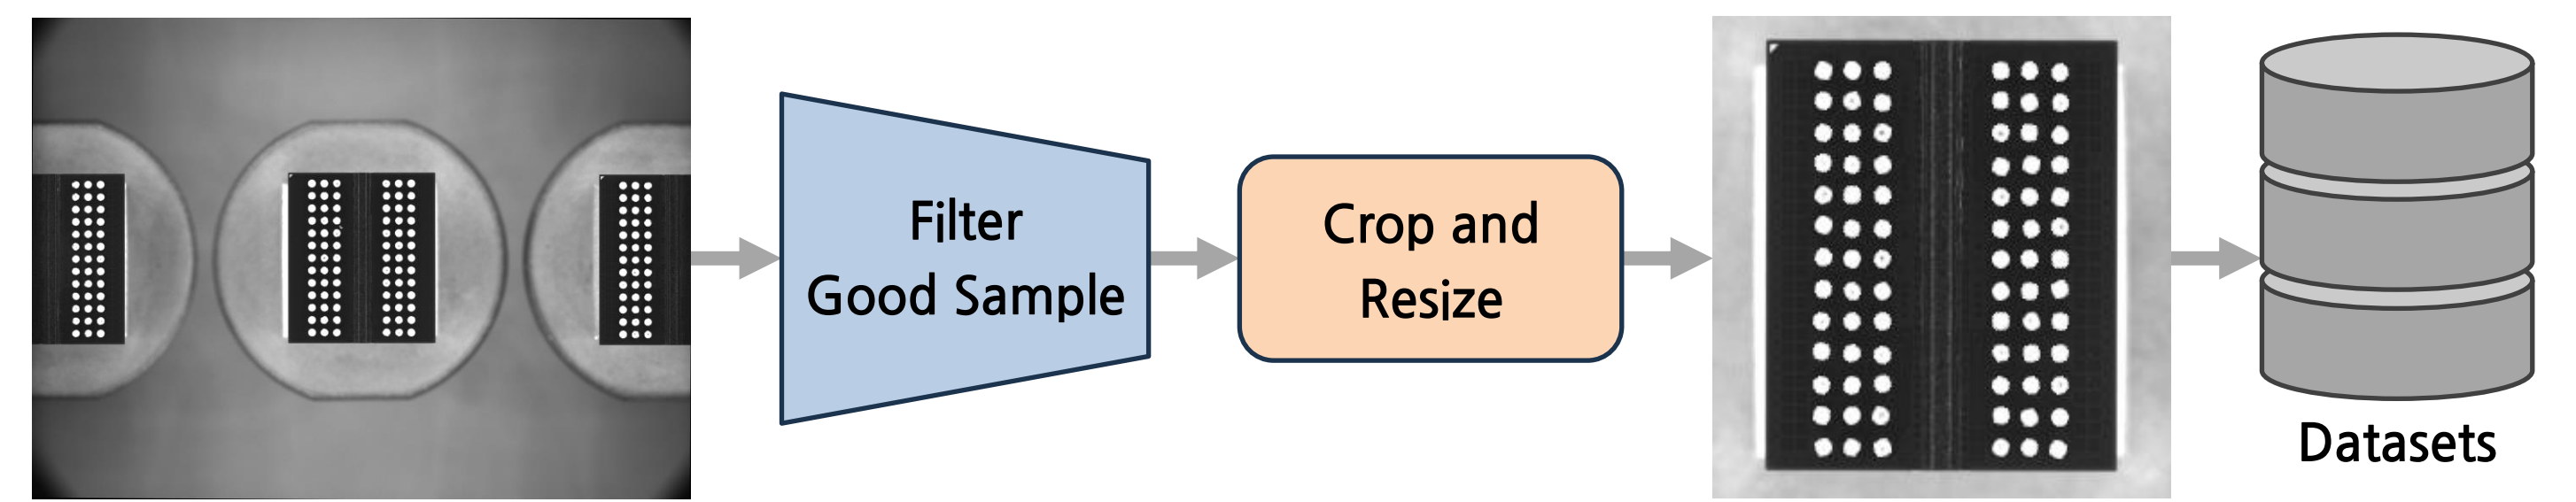 Filter
Good Sample
Crop and
Resize
Datasets